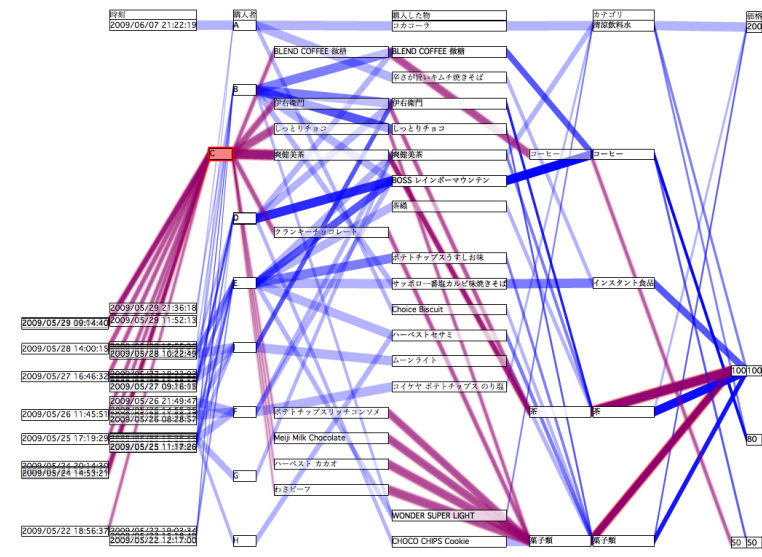 時刻
購入者
購入した物
カテゴリ
価格
2009/06/07 21:22:19
A
コカコーラ
清涼飲料水
200
BLEND COFFEE 微糖
BLEND COFFEE 微糖
辛さが旨いキムチ焼きそば
B
伊右衛門
伊右衛門
しっとりチョコ
しっとりチョコ
C
爽健美茶
爽健美茶
コーヒー
コーヒー
BOSS レインボーマウンテン
茶織
D
クランキーチョコレート
ポテトチップスうすしお味
E
サッポロ一番塩カルビ味焼きそば
インスタント食品
2009/05/29 21:36:18
Choice Biscuit
2009/05/29 09:14:40
2009/05/29 11:52:13
ハーベストセサミ
2009/05/28 14:00:15
2009/05/28 10:22:49
ムーンライト
100
100
2009/05/27 16:46:32
2009/05/27 09:16:15
コイケヤ ポテトチップス のり塩
2009/05/26 21:49:47
2009/05/26 11:45:51
2009/05/26 08:28:57
F
ポテトチップスリッチコンソメ
茶
茶
2009/05/25 17:19:29
2009/05/25 11:17:26
Meiji Milk Chocolate
80
ハーベスト カカオ
2009/05/24 14:53:21
G
わさビーフ
WONDER SUPER LIGHT
2009/05/22 18:56:37
2009/05/22 12:17:00
H
CHOCO CHIPS Cookie
菓子類
菓子類
50
50